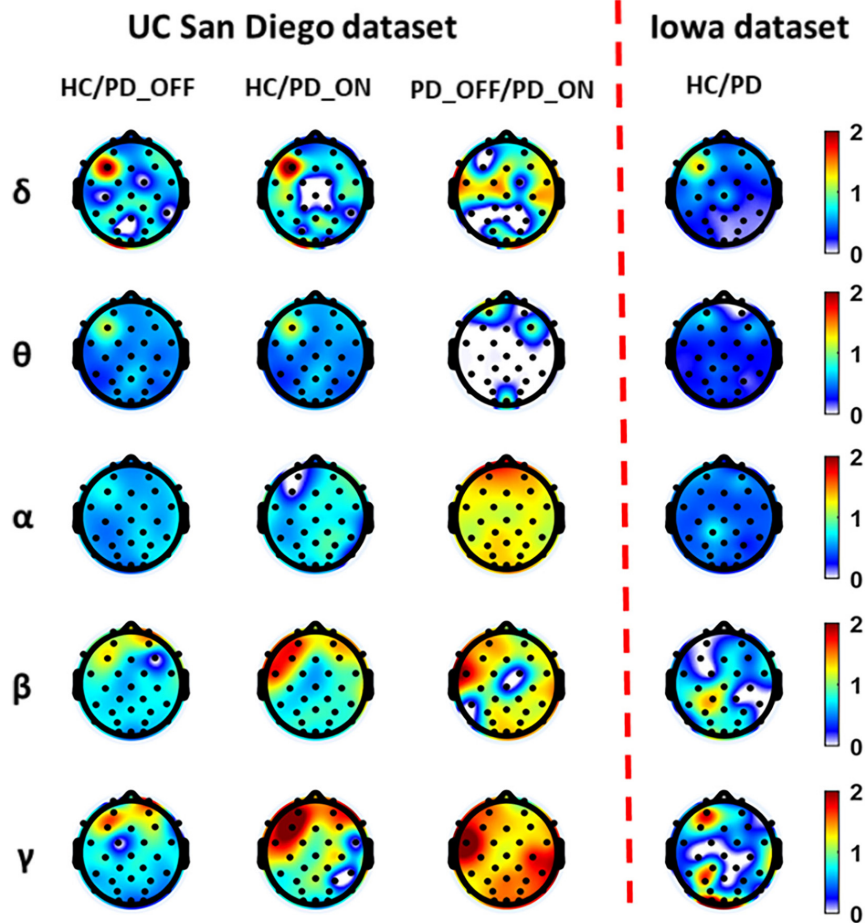 UC San Diego dataset
Iowa dataset
HC/PD_OFF
HC/PD_ON
PD_OFF/PD_ON
HC/PD
δ
2
1
0
θ
2
1
0
α
2
1
0
β
2
1
0
γ
2
1
0